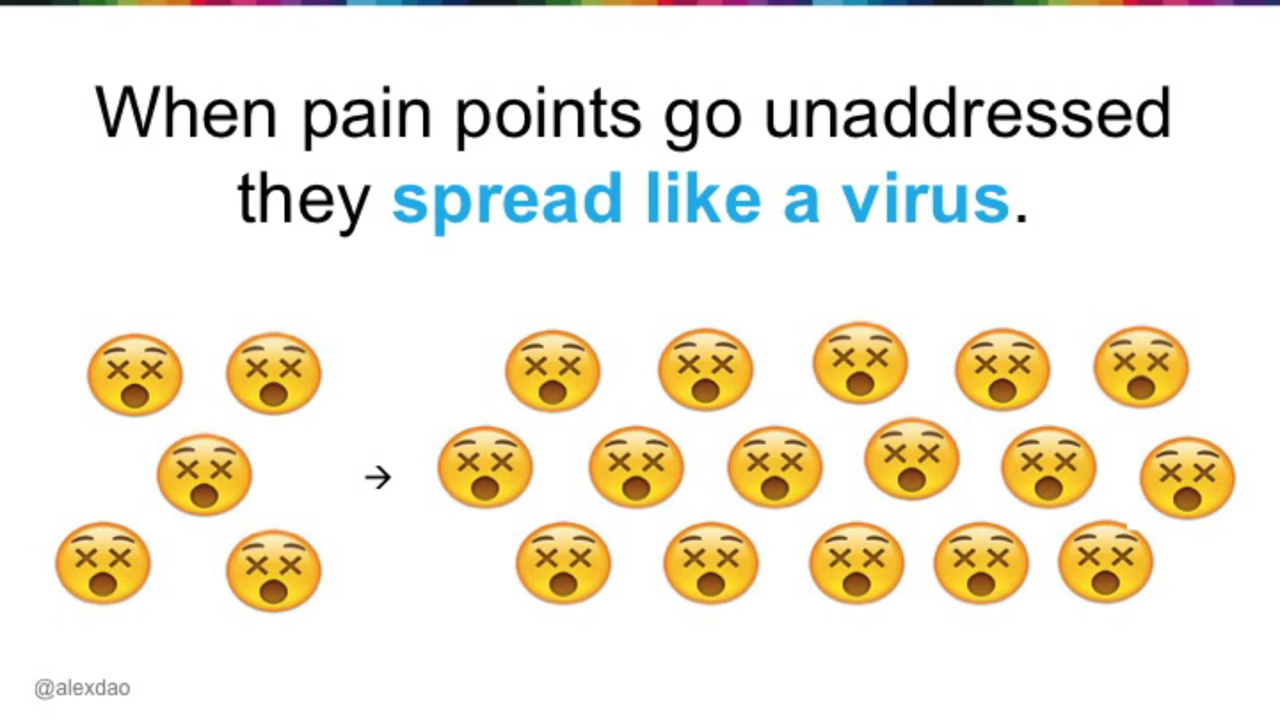 When pain points go unaddressed
they spread like a virus.
→
@alexdao